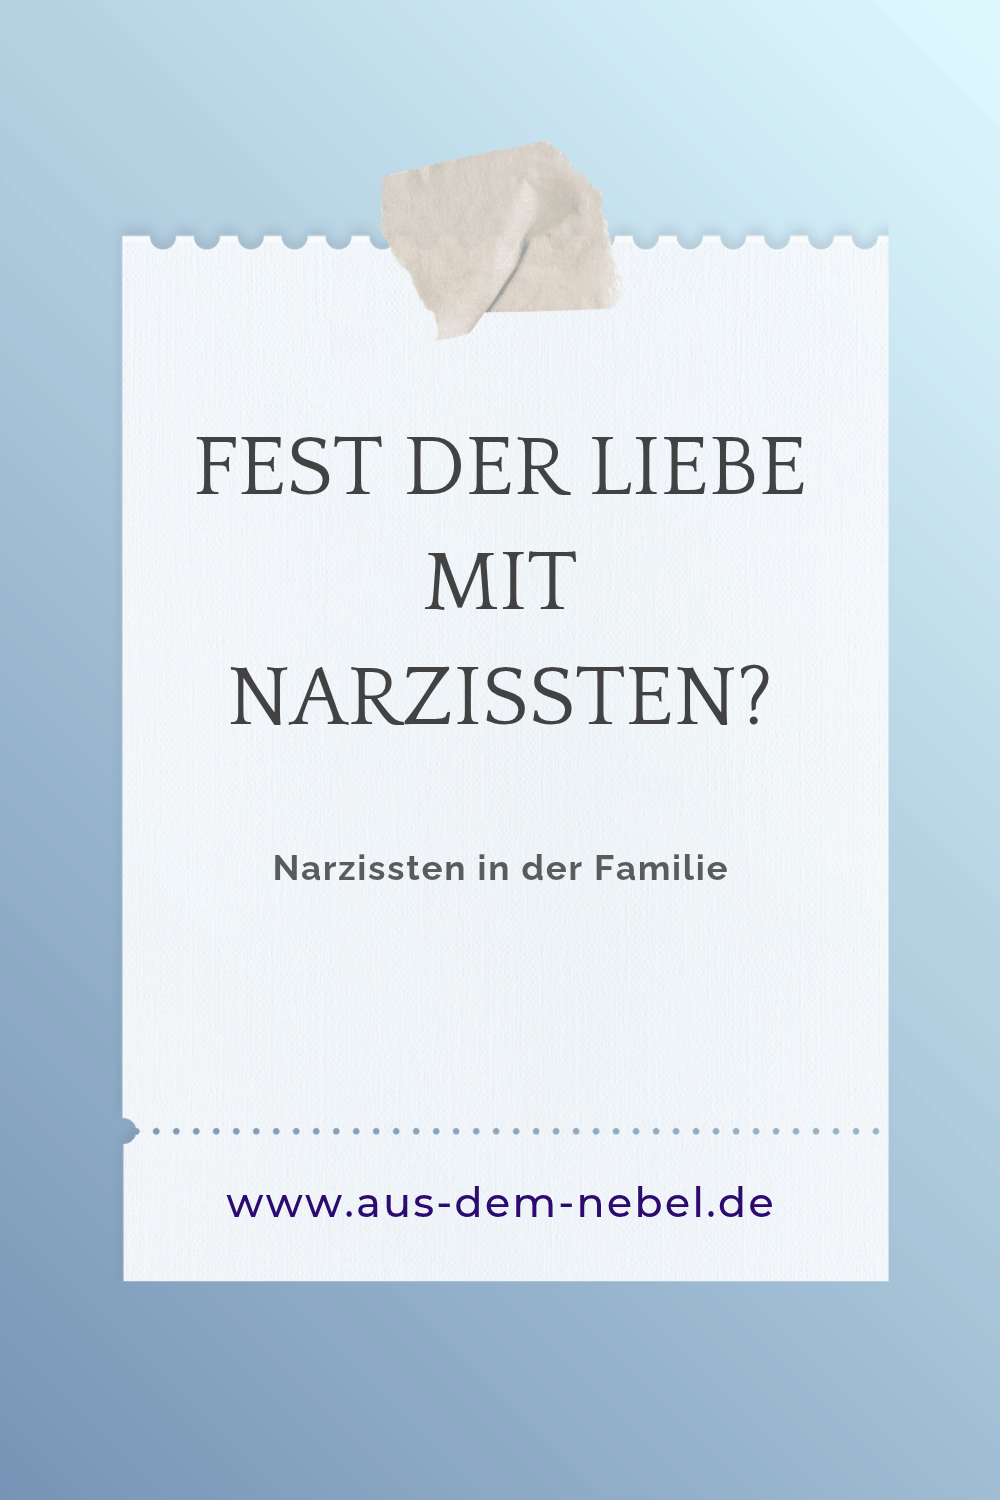 FEST DER LIEBE
MIT
NARZISSTEN?
Narzissten in der Familie
www.aus-dem-nebel.de